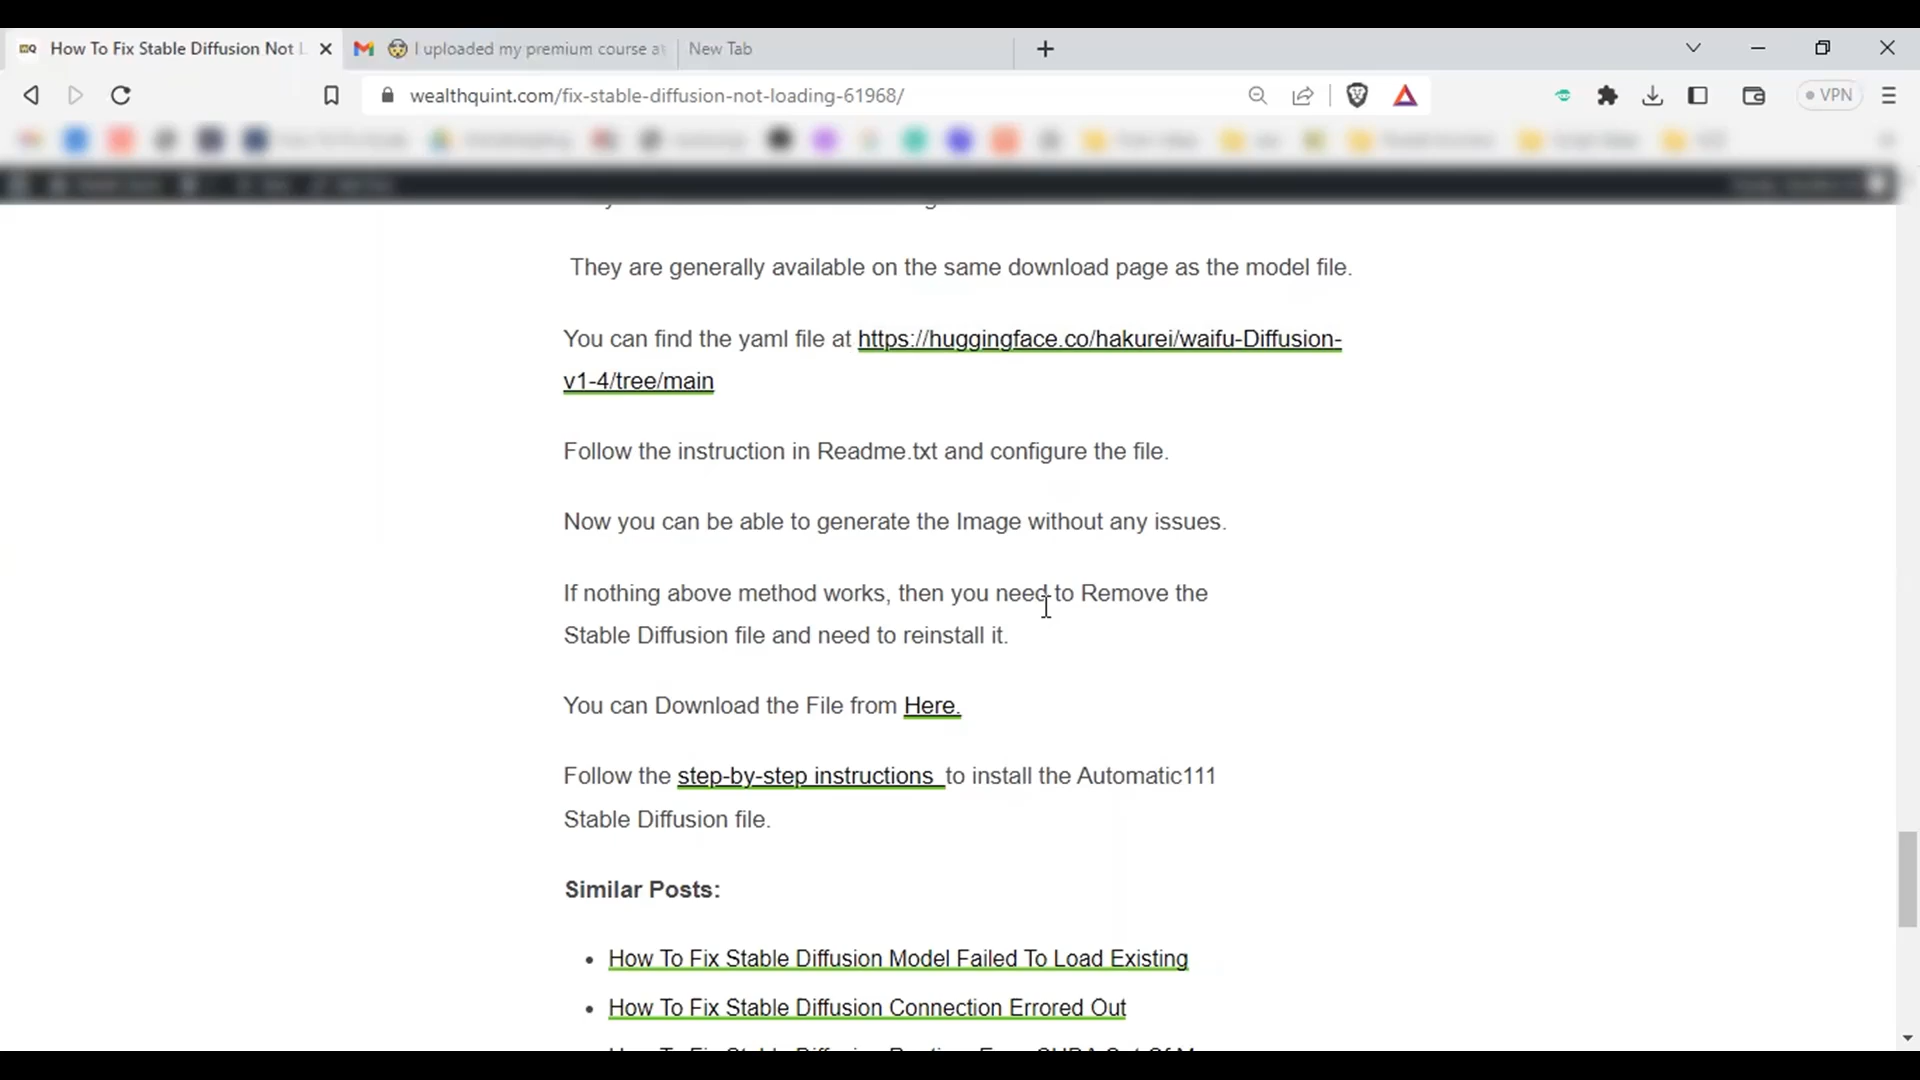 How To Fix Stable Diffusion Not L
I uploaded my premium course a
New Tab
wealthquint.com/fix-stable-diffusion-not-loading-61968/
VPN
They are generally available on the same download page as the model file.
You can find the yaml file at https://huggingface.co/hakurei/waifu-Diffusion-
v1-4/tree/main
Follow the instruction in Readme.txt and configure the file.
Now you can be able to generate the Image without any issues.
If nothing above method works, then you need to Remove the
Stable Diffusion file and need to reinstall it.
You can Download the File from Here.
Follow the step-by-step instructions to install the Automatic111
Stable Diffusion file.
Similar Posts:
• How To Fix Stable Diffusion Model Failed To Load Existing
• How To Fix Stable Diffusion Connection Errored Out